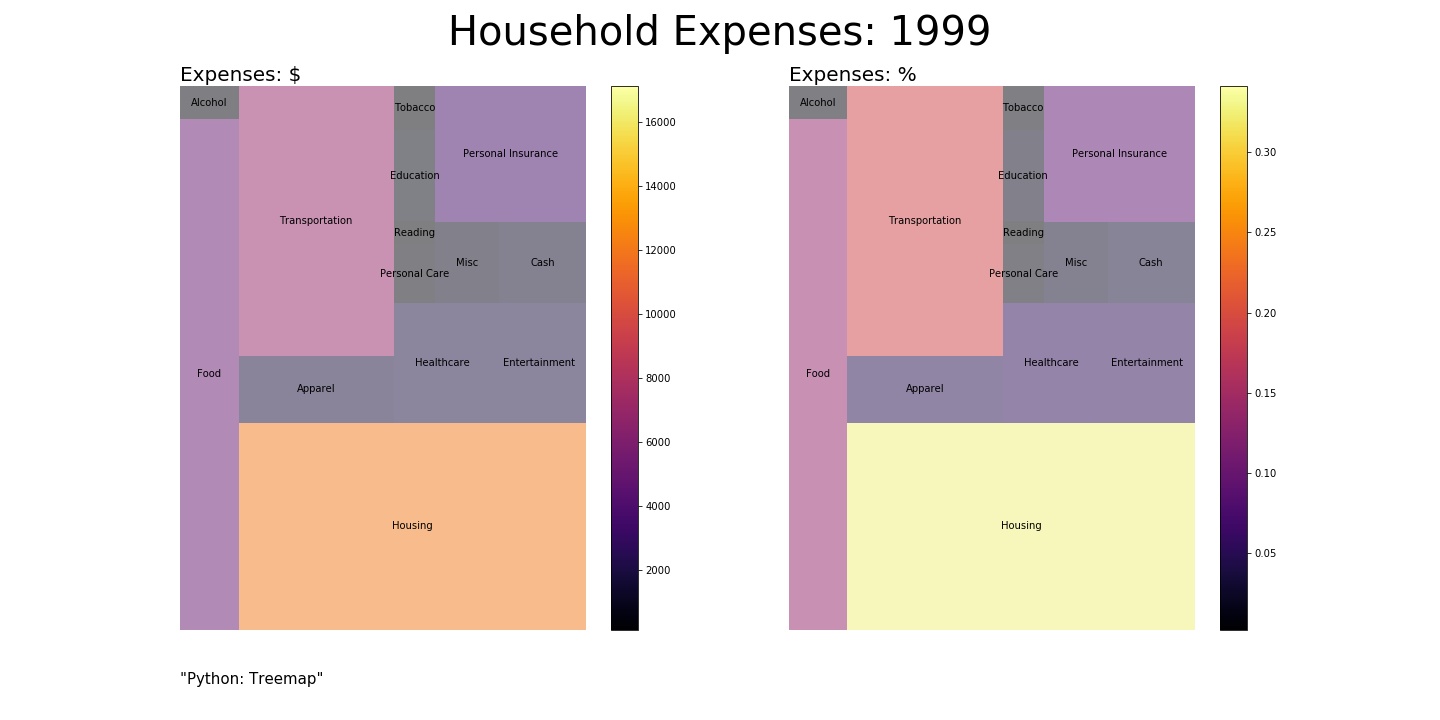 Household Expenses: 1999
Expenses: $
Alcohol
Tobacco
Personal Insurance
Education
Transportation
Reading
Misc
Cash
Personal Care
Healthcare
Entertainment
Food
Apparel
Housing
16000
14000
12000
10000
8000
6000
4000
2000
Expenses: %
Alcohol
Tobacco
Personal Insurance
Education
Transportation
Reading
Misc
Cash
Personal Care
Healthcare
Entertainment
Food
Apparel
Housing
0.30
0.25
0.20
0.15
0.10
0.05
"Python: Treemap"